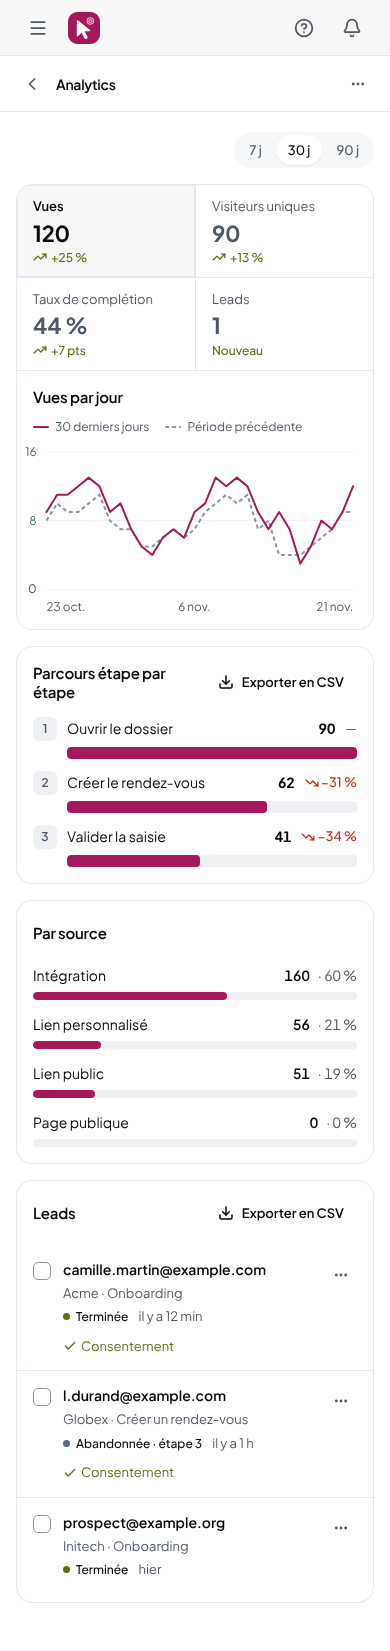 Analytics
7 j 30 j 90 j
Vues
120
+25 %
Visiteurs uniques
90
+13 %
Taux de complétion
44 %
+7 pts
Leads
1
Nouveau
Vues par jour
30 derniers jours Période précédente
16
8
0
23 oct. 6 nov. 21 nov.
Parcours étape par
étape
Exporter en CSV
1 Ouvrir le dossier 90 —
2 Créer le rendez-vous 62 −31 %
3 Valider la saisie 41 −34 %
Par source
Intégration 160 · 60 %
Lien personnalisé 56 · 21 %
Lien public 51 · 19 %
Page publique 0 · 0 %
Leads Exporter en CSV
camille.martin@example.com
Acme · Onboarding
Terminée il y a 12 min
Consentement
l.durand@example.com
Globex · Créer un rendez-vous
Abandonnée · étape 3 il y a 1 h
Consentement
prospect@example.org
Initech · Onboarding
Terminée hier